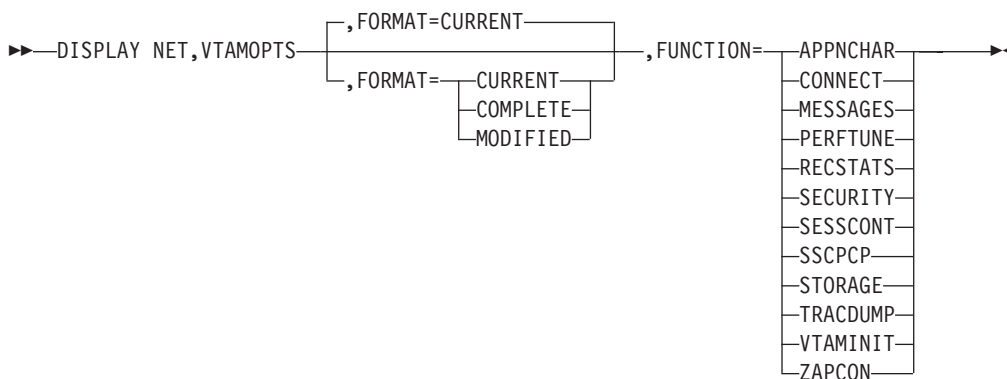 ,FORMAT=CURRENT
DISPLAY NET,VTAMOPTS ,FUNCTION= APPNCHAR
,FORMAT= CURRENT CONNECT
COMPLETE MESSAGES
MODIFIED PERFTUNE
RECSTATS
SECURITY
SESSCONT
SSCPCP
STORAGE
TRACDUMP
VTAMINIT
ZAPCON